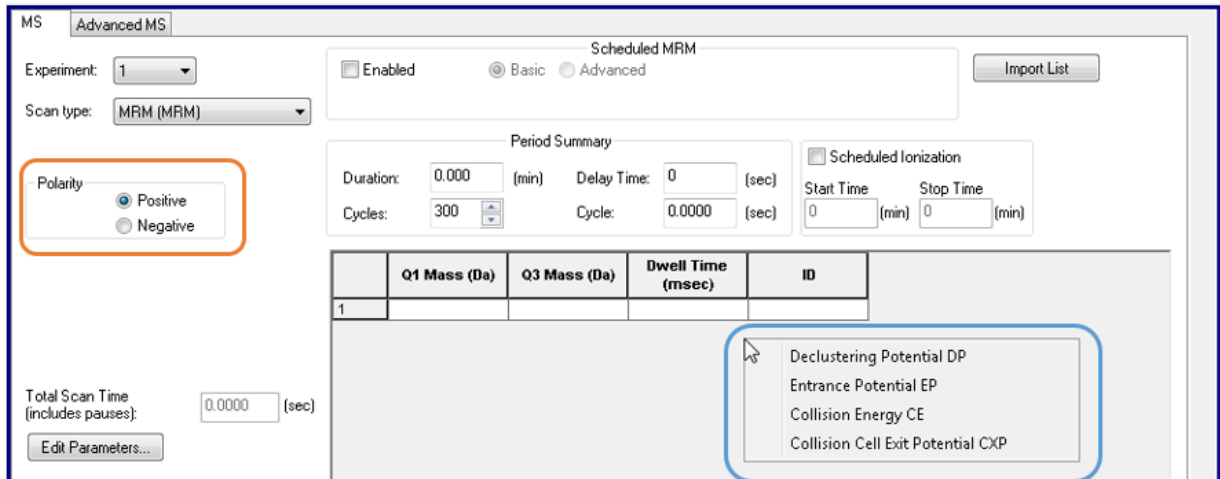 MS Advanced MS
Experiment: 1
Scan type: MRM (MRM)
Scheduled MRM
Enabled Basic Advanced
Import List
Polarity
Positive
Negative
Period Summary
Duration: 0.000 (min) Delay Time: 0 (sec)
Cycles: 300 Cycle: 0.0000 (sec)
Scheduled Ionization
Start Time Stop Time
0 (min) 0 (min)
Q1 Mass (Da) Q3 Mass (Da) Dwell Time (msec) ID
1
Declustering Potential DP
Entrance Potential EP
Collision Energy CE
Collision Cell Exit Potential CXP
Total Scan Time
(includes pauses): 0.0000 (sec)
Edit Parameters...